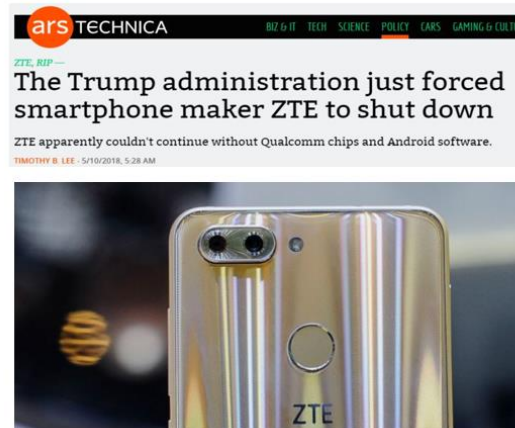 ars TECHNICA
BIZ & IT TECH SCIENCE POLICY CARS GAMING & CULT
ZTE, RIP —
The Trump administration just forced
smartphone maker ZTE to shut down
ZTE apparently couldn't continue without Qualcomm chips and Android software.
TIMOTHY B. LEE - 5/10/2018, 5:28 AM
ZTE